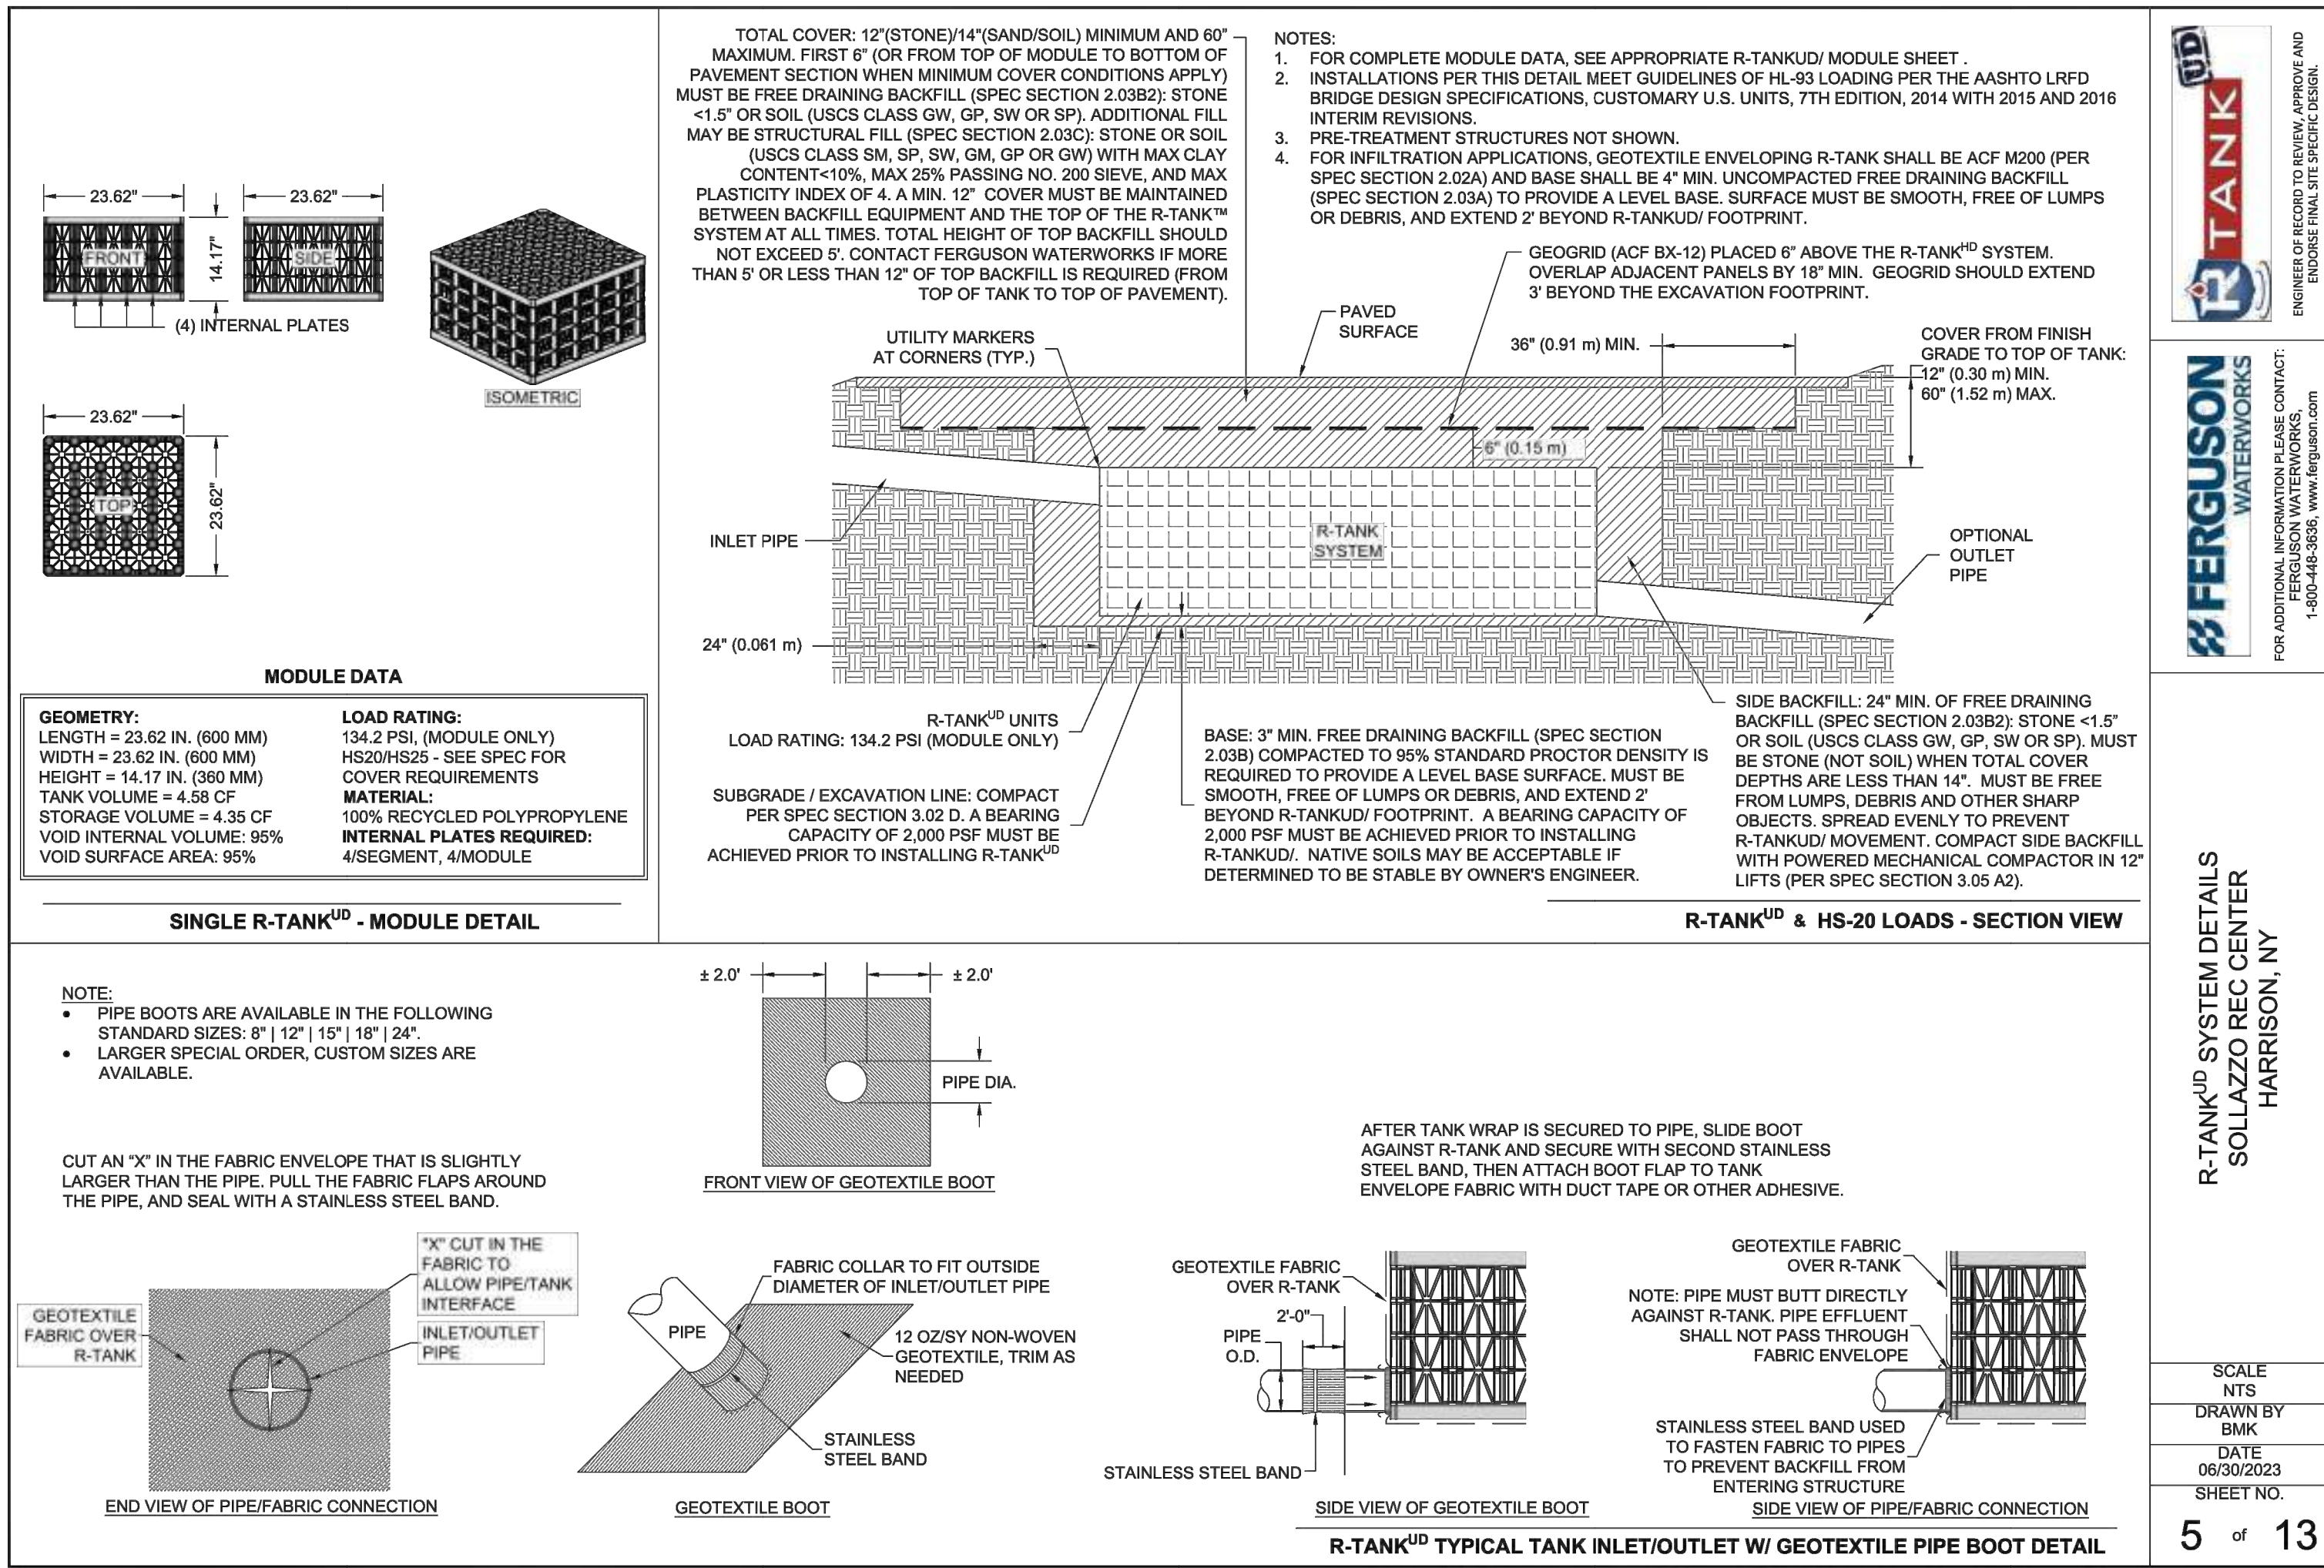 23.62"
23.62"
FRONT
SIDE
14.17"
(4) INTERNAL PLATES
ISOMETRIC
23.62"
TOP
23.62"
MODULE DATA
GEOMETRY:
LENGTH = 23.62 IN. (600 MM)
WIDTH = 23.62 IN. (600 MM)
HEIGHT = 14.17 IN. (360 MM)
TANK VOLUME = 4.58 CF
STORAGE VOLUME = 4.35 CF
VOID INTERNAL VOLUME: 95%
VOID SURFACE AREA: 95%
LOAD RATING:
134.2 PSI, (MODULE ONLY)
HS20/HS25 - SEE SPEC FOR
COVER REQUIREMENTS
MATERIAL:
100% RECYCLED POLYPROPYLENE
INTERNAL PLATES REQUIRED:
4/SEGMENT, 4/MODULE
SINGLE R-TANKUD - MODULE DETAIL
TOTAL COVER: 12"(STONE)/14"(SAND/SOIL) MINIMUM AND 60"
MAXIMUM. FIRST 6" (OR FROM TOP OF MODULE TO BOTTOM OF
PAVEMENT SECTION WHEN MINIMUM COVER CONDITIONS APPLY)
MUST BE FREE DRAINING BACKFILL (SPEC SECTION 2.03B2): STONE
<1.5" OR SOIL (USCS CLASS GW, GP, SW OR SP). ADDITIONAL FILL
MAY BE STRUCTURAL FILL (SPEC SECTION 2.03C): STONE OR SOIL
(USCS CLASS SM, SP, SW, GM, GP OR GW) WITH MAX CLAY
CONTENT<10%, MAX 25% PASSING NO. 200 SIEVE, AND MAX
PLASTICITY INDEX OF 4. A MIN. 12" COVER MUST BE MAINTAINED
BETWEEN BACKFILL EQUIPMENT AND THE TOP OF THE R-TANK™
SYSTEM AT ALL TIMES. TOTAL HEIGHT OF TOP BACKFILL SHOULD
NOT EXCEED 5'. CONTACT FERGUSON WATERWORKS IF MORE
THAN 5' OR LESS THAN 12" OF TOP BACKFILL IS REQUIRED (FROM
TOP OF TANK TO TOP OF PAVEMENT).
NOTES:
1. FOR COMPLETE MODULE DATA, SEE APPROPRIATE R-TANKUD/ MODULE SHEET .
2. INSTALLATIONS PER THIS DETAIL MEET GUIDELINES OF HL-93 LOADING PER THE AASHTO LRFD
BRIDGE DESIGN SPECIFICATIONS, CUSTOMARY U.S. UNITS, 7TH EDITION, 2014 WITH 2015 AND 2016
INTERIM REVISIONS.
3. PRE-TREATMENT STRUCTURES NOT SHOWN.
4. FOR INFILTRATION APPLICATIONS, GEOTEXTILE ENVELOPING R-TANK SHALL BE ACF M200 (PER
SPEC SECTION 2.02A) AND BASE SHALL BE 4" MIN. UNCOMPACTED FREE DRAINING BACKFILL
(SPEC SECTION 2.03A) TO PROVIDE A LEVEL BASE. SURFACE MUST BE SMOOTH, FREE OF LUMPS
OR DEBRIS, AND EXTEND 2' BEYOND R-TANKUD/ FOOTPRINT.
GEOGRID (ACF BX-12) PLACED 6" ABOVE THE R-TANKHD SYSTEM.
OVERLAP ADJACENT PANELS BY 18" MIN. GEOGRID SHOULD EXTEND
3' BEYOND THE EXCAVATION FOOTPRINT.
PAVED
SURFACE
UTILITY MARKERS
AT CORNERS (TYP.)
36" (0.91 m) MIN.
COVER FROM FINISH
GRADE TO TOP OF TANK:
12" (0.30 m) MIN.
60" (1.52 m) MAX.
6" (0.15 m)
INLET PIPE
R-TANK
SYSTEM
OPTIONAL
OUTLET
PIPE
24" (0.061 m)
R-TANKUD UNITS
LOAD RATING: 134.2 PSI (MODULE ONLY)
SUBGRADE / EXCAVATION LINE: COMPACT
PER SPEC SECTION 3.02 D. A BEARING
CAPACITY OF 2,000 PSF MUST BE
ACHIEVED PRIOR TO INSTALLING R-TANKUD
BASE: 3" MIN. FREE DRAINING BACKFILL (SPEC SECTION
2.03B) COMPACTED TO 95% STANDARD PROCTOR DENSITY IS
REQUIRED TO PROVIDE A LEVEL BASE SURFACE. MUST BE
SMOOTH, FREE OF LUMPS OR DEBRIS, AND EXTEND 2'
BEYOND R-TANKUD/ FOOTPRINT. A BEARING CAPACITY OF
2,000 PSF MUST BE ACHIEVED PRIOR TO INSTALLING
R-TANKUD/. NATIVE SOILS MAY BE ACCEPTABLE IF
DETERMINED TO BE STABLE BY OWNER'S ENGINEER.
SIDE BACKFILL: 24" MIN. OF FREE DRAINING
BACKFILL (SPEC SECTION 2.03B2): STONE <1.5"
OR SOIL (USCS CLASS GW, GP, SW OR SP). MUST
BE STONE (NOT SOIL) WHEN TOTAL COVER
DEPTHS ARE LESS THAN 14". MUST BE FREE
FROM LUMPS, DEBRIS AND OTHER SHARP
OBJECTS. SPREAD EVENLY TO PREVENT
R-TANKUD/ MOVEMENT. COMPACT SIDE BACKFILL
WITH POWERED MECHANICAL COMPACTOR IN 12"
LIFTS (PER SPEC SECTION 3.05 A2).
R-TANKUD & HS-20 LOADS - SECTION VIEW
NOTE:
• PIPE BOOTS ARE AVAILABLE IN THE FOLLOWING
STANDARD SIZES: 8" | 12" | 15" | 18" | 24".
• LARGER SPECIAL ORDER, CUSTOM SIZES ARE
AVAILABLE.
CUT AN "X" IN THE FABRIC ENVELOPE THAT IS SLIGHTLY
LARGER THAN THE PIPE. PULL THE FABRIC FLAPS AROUND
THE PIPE, AND SEAL WITH A STAINLESS STEEL BAND.
"X" CUT IN THE
FABRIC TO
ALLOW PIPE/TANK
INTERFACE
GEOTEXTILE
FABRIC OVER
R-TANK
INLET/OUTLET
PIPE
END VIEW OF PIPE/FABRIC CONNECTION
± 2.0'
± 2.0'
PIPE DIA.
FRONT VIEW OF GEOTEXTILE BOOT
FABRIC COLLAR TO FIT OUTSIDE
DIAMETER OF INLET/OUTLET PIPE
PIPE
12 OZ/SY NON-WOVEN
GEOTEXTILE, TRIM AS
NEEDED
STAINLESS
STEEL BAND
GEOTEXTILE BOOT
AFTER TANK WRAP IS SECURED TO PIPE, SLIDE BOOT
AGAINST R-TANK AND SECURE WITH SECOND STAINLESS
STEEL BAND, THEN ATTACH BOOT FLAP TO TANK
ENVELOPE FABRIC WITH DUCT TAPE OR OTHER ADHESIVE.
GEOTEXTILE FABRIC
OVER R-TANK
2'-0"
PIPE
O.D.
STAINLESS STEEL BAND
SIDE VIEW OF GEOTEXTILE BOOT
GEOTEXTILE FABRIC
OVER R-TANK
NOTE: PIPE MUST BUTT DIRECTLY
AGAINST R-TANK. PIPE EFFLUENT
SHALL NOT PASS THROUGH
FABRIC ENVELOPE
STAINLESS STEEL BAND USED
TO FASTEN FABRIC TO PIPES
TO PREVENT BACKFILL FROM
ENTERING STRUCTURE
SIDE VIEW OF PIPE/FABRIC CONNECTION
R-TANKUD TYPICAL TANK INLET/OUTLET W/ GEOTEXTILE PIPE BOOT DETAIL
R TANK UD
ENGINEER OF RECORD TO REVIEW, APPROVE AND
ENDORSE FINAL SITE SPECIFIC DESIGN.
FERGUSON
WATERWORKS
FOR ADDITIONAL INFORMATION PLEASE CONTACT:
FERGUSON WATERWORKS,
1-800-448-3636, www.ferguson.com
R-TANKUD SYSTEM DETAILS
SOLLAZZO REC CENTER
HARRISON, NY
SCALE
NTS
DRAWN BY
BMK
DATE
06/30/2023
SHEET NO.
5 of 13